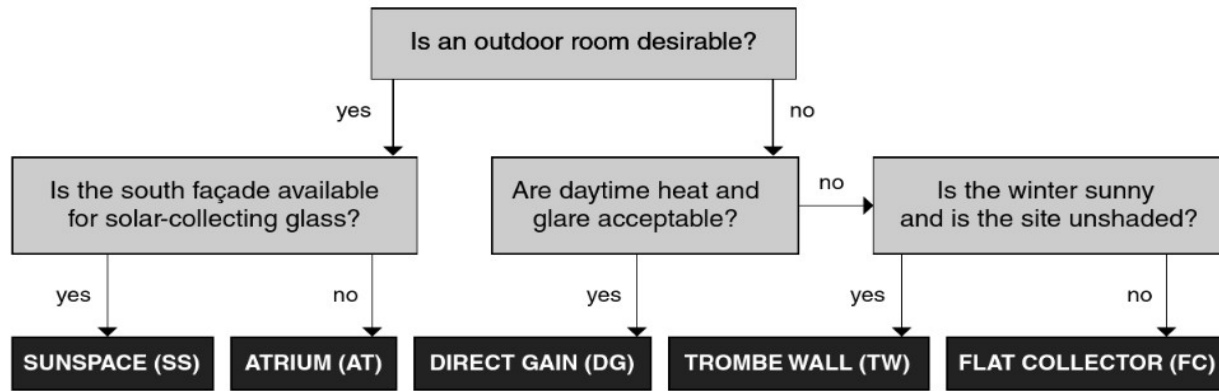 Is an outdoor room desirable?
yes
no
Is the south façade available
for solar-collecting glass?
Are daytime heat and
glare acceptable?
no
Is the winter sunny
and is the site unshaded?
yes
no
yes
yes
no
SUNSPACE (SS)
ATRIUM (AT)
DIRECT GAIN (DG)
TROMBE WALL (TW)
FLAT COLLECTOR (FC)